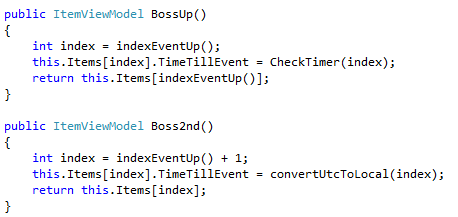 public ItemViewModel BossUp()
{
    int index = indexEventUp();
    this.Items[index].TimeTillEvent = CheckTimer(index);
    return this.Items[indexEventUp()];
}
public ItemViewModel Boss2nd()
{
    int index = indexEventUp() + 1;
    this.Items[index].TimeTillEvent = convertUtcToLocal(index);
    return this.Items[index];
}